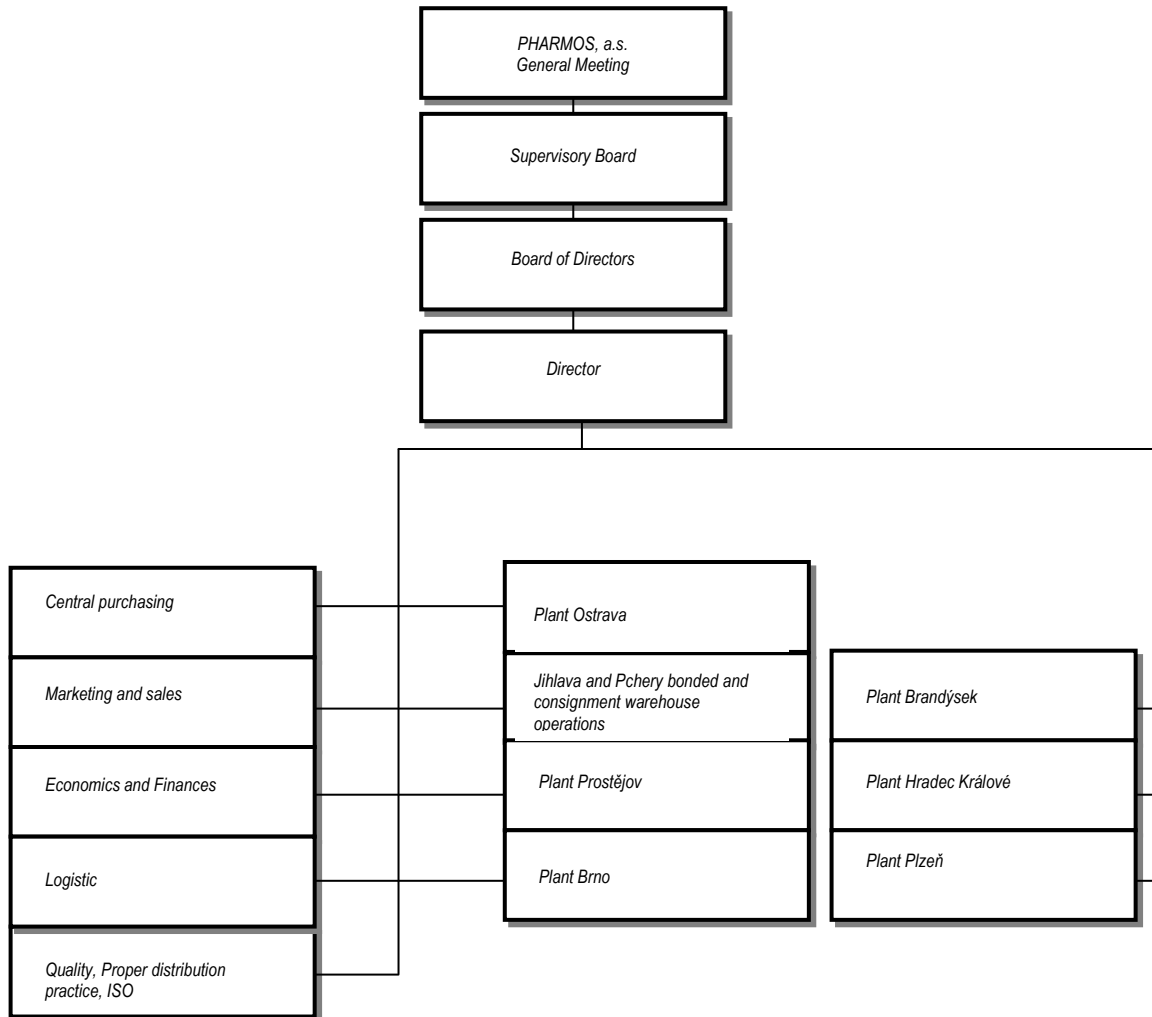 PHARMOS, a.s.
General Meeting
Supervisory Board
Board of Directors
Director
Central purchasing
Marketing and sales
Economics and Finances
Logistic
Quality, Proper distribution
practice, ISO
Plant Ostrava
Jihlava and Pchery bonded and
consignment warehouse
operations
Plant Prostějov
Plant Brno
Plant Brandýsek
Plant Hradec Králové
Plant Plzeň